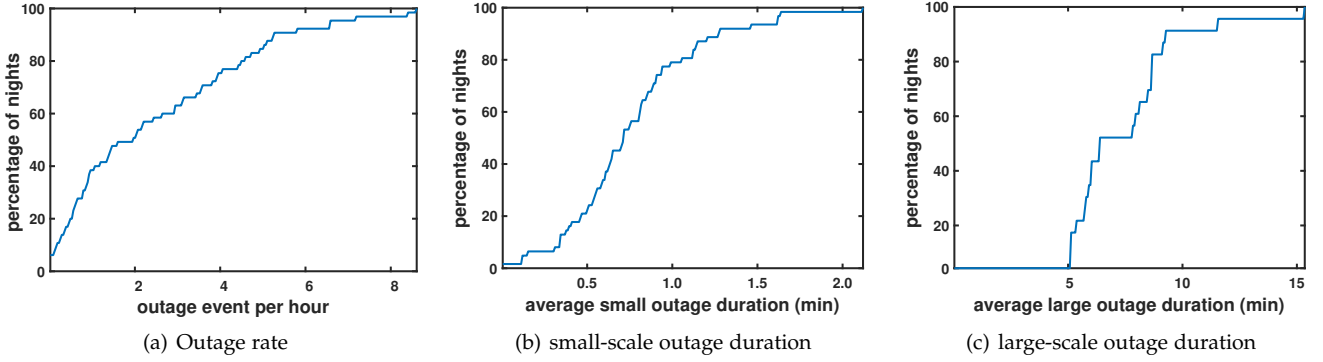 100
80
60
40
20
0
percentage of nights
2 4 6 8
outage event per hour
(a) Outage rate
100
80
60
40
20
0
percentage of nights
0.5 1.0 1.5 2.0
average small outage duration (min)
(b) small-scale outage duration
100
80
60
40
20
0
percentage of nights
5 10 15
average large outage duration (min)
(c) large-scale outage duration